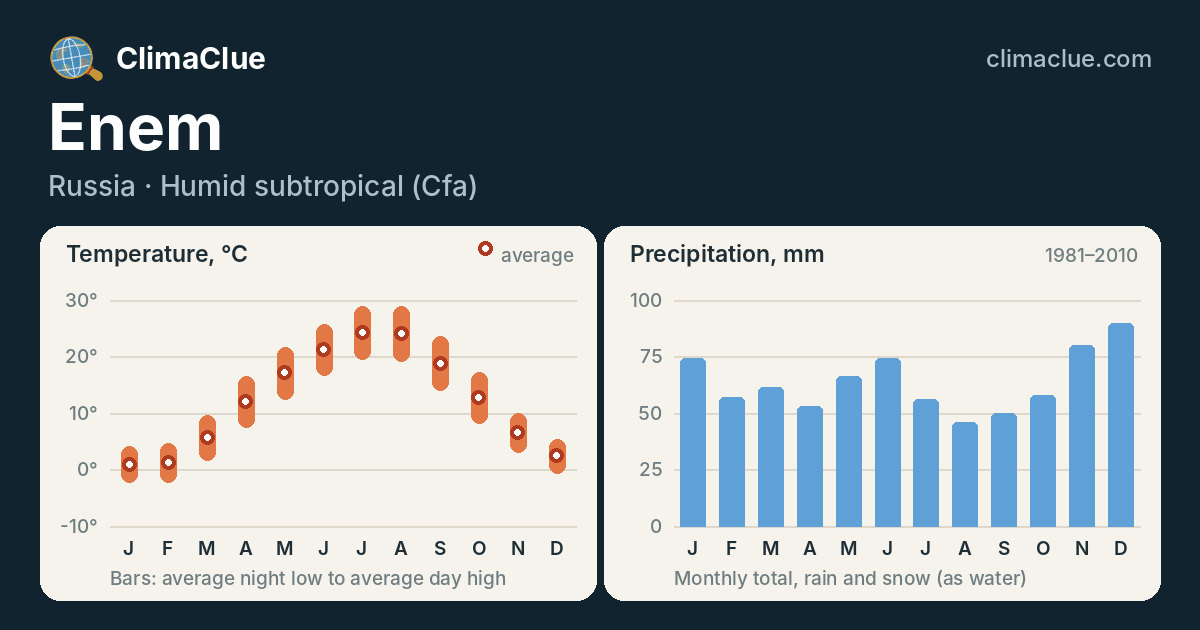 ClimaClue
climaclue.com
Enem
Russia · Humid subtropical (Cfa)
Temperature, °C
average
30°
20°
10°
0°
-10°
J F M A M J J A S O N D
Bars: average night low to average day high
Precipitation, mm
1981–2010
100
75
50
25
0
J F M A M J J A S O N D
Monthly total, rain and snow (as water)